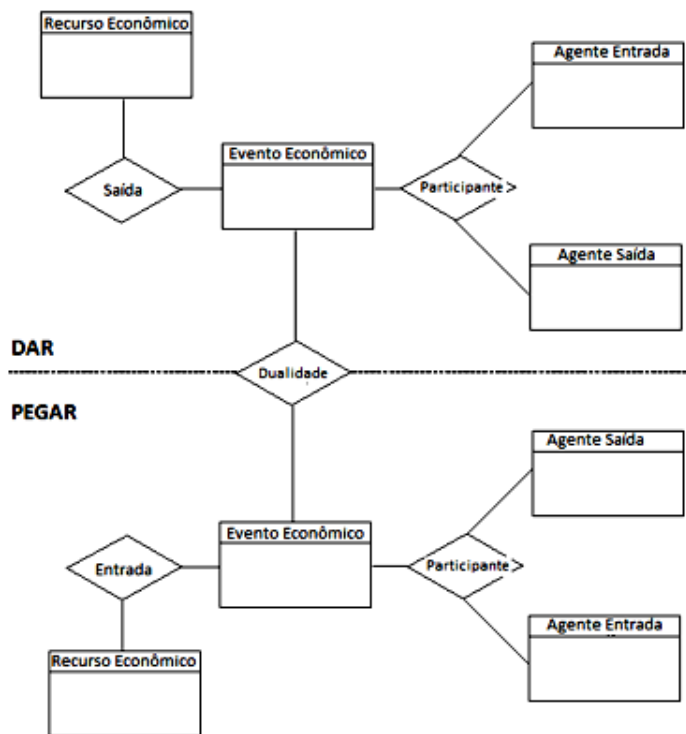 Recurso Econômico
Agente Entrada
Evento Econômico
Saída
Participante
Agente Saída
DAR
Dualidade
PEGAR
Agente Saída
Evento Econômico
Entrada
Participante
Agente Entrada
Recurso Econômico